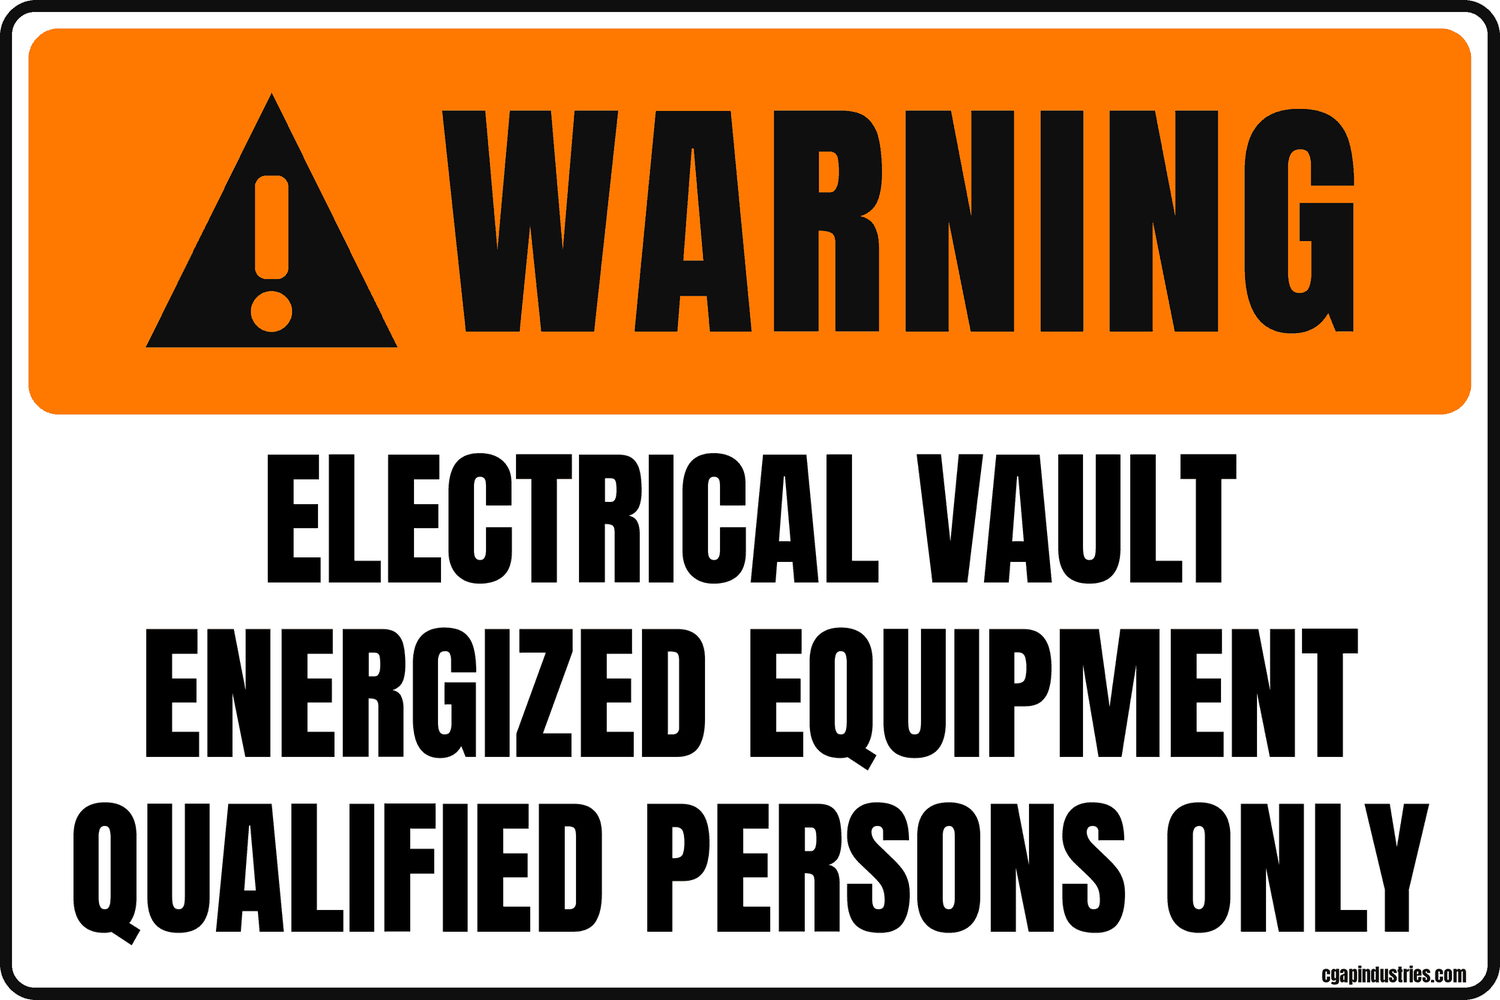 WARNING
ELECTRICAL VAULT
ENERGIZED EQUIPMENT
QUALIFIED PERSONS ONLY
cgapindustries.com